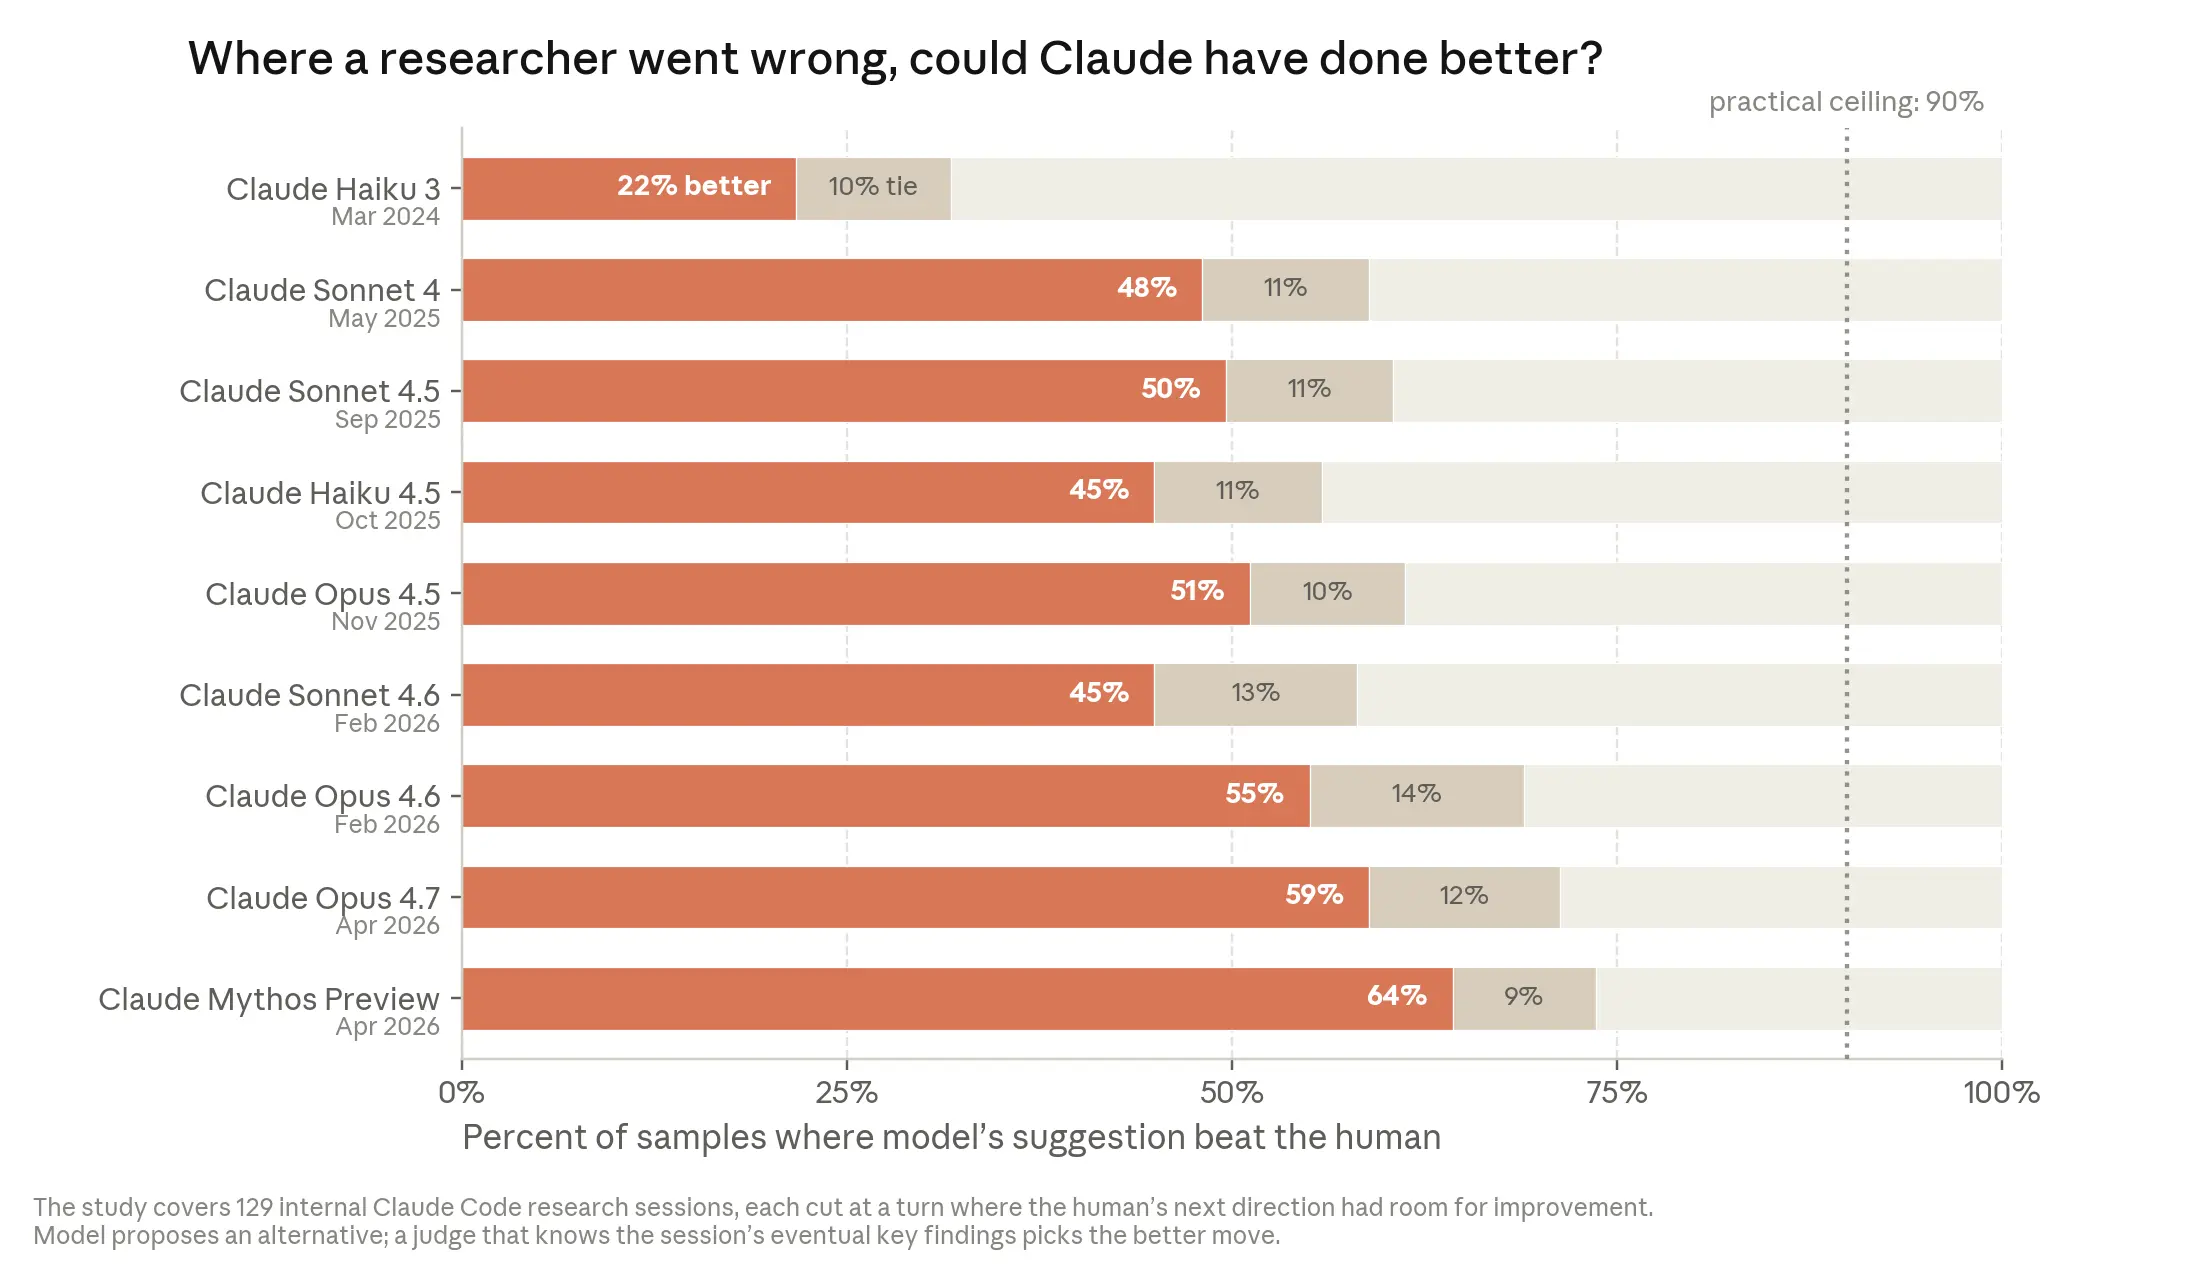 Where a researcher went wrong, could Claude have done better?
practical ceiling: 90%
Claude Haiku 3
Mar 2024
22% better
10% tie
Claude Sonnet 4
May 2025
48%
11%
Claude Sonnet 4.5
Sep 2025
50%
11%
Claude Haiku 4.5
Oct 2025
45%
11%
Claude Opus 4.5
Nov 2025
51%
10%
Claude Sonnet 4.6
Feb 2026
45%
13%
Claude Opus 4.6
Feb 2026
55%
14%
Claude Opus 4.7
Apr 2026
59%
12%
Claude Mythos Preview
Apr 2026
64%
9%
0%
25%
50%
75%
100%
Percent of samples where model’s suggestion beat the human
The study covers 129 internal Claude Code research sessions, each cut at a turn where the human’s next direction had room for improvement.
Model proposes an alternative; a judge that knows the session’s eventual key findings picks the better move.